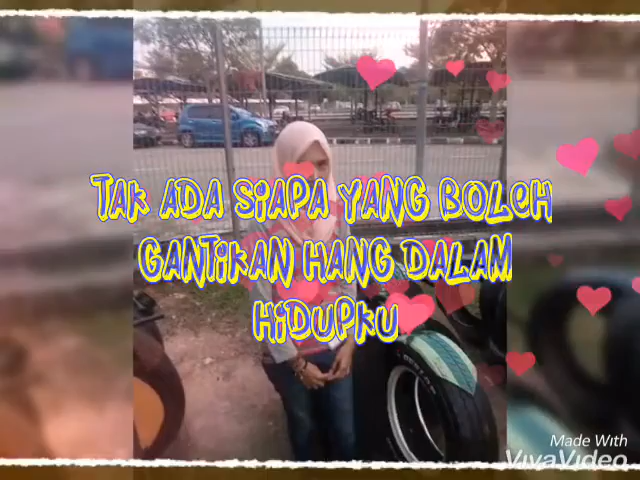 TAK ADA SIAPA YANG BOLEH
GANTIKAN HANG DALAM
HIDUPKU
Made With
VivaVideo